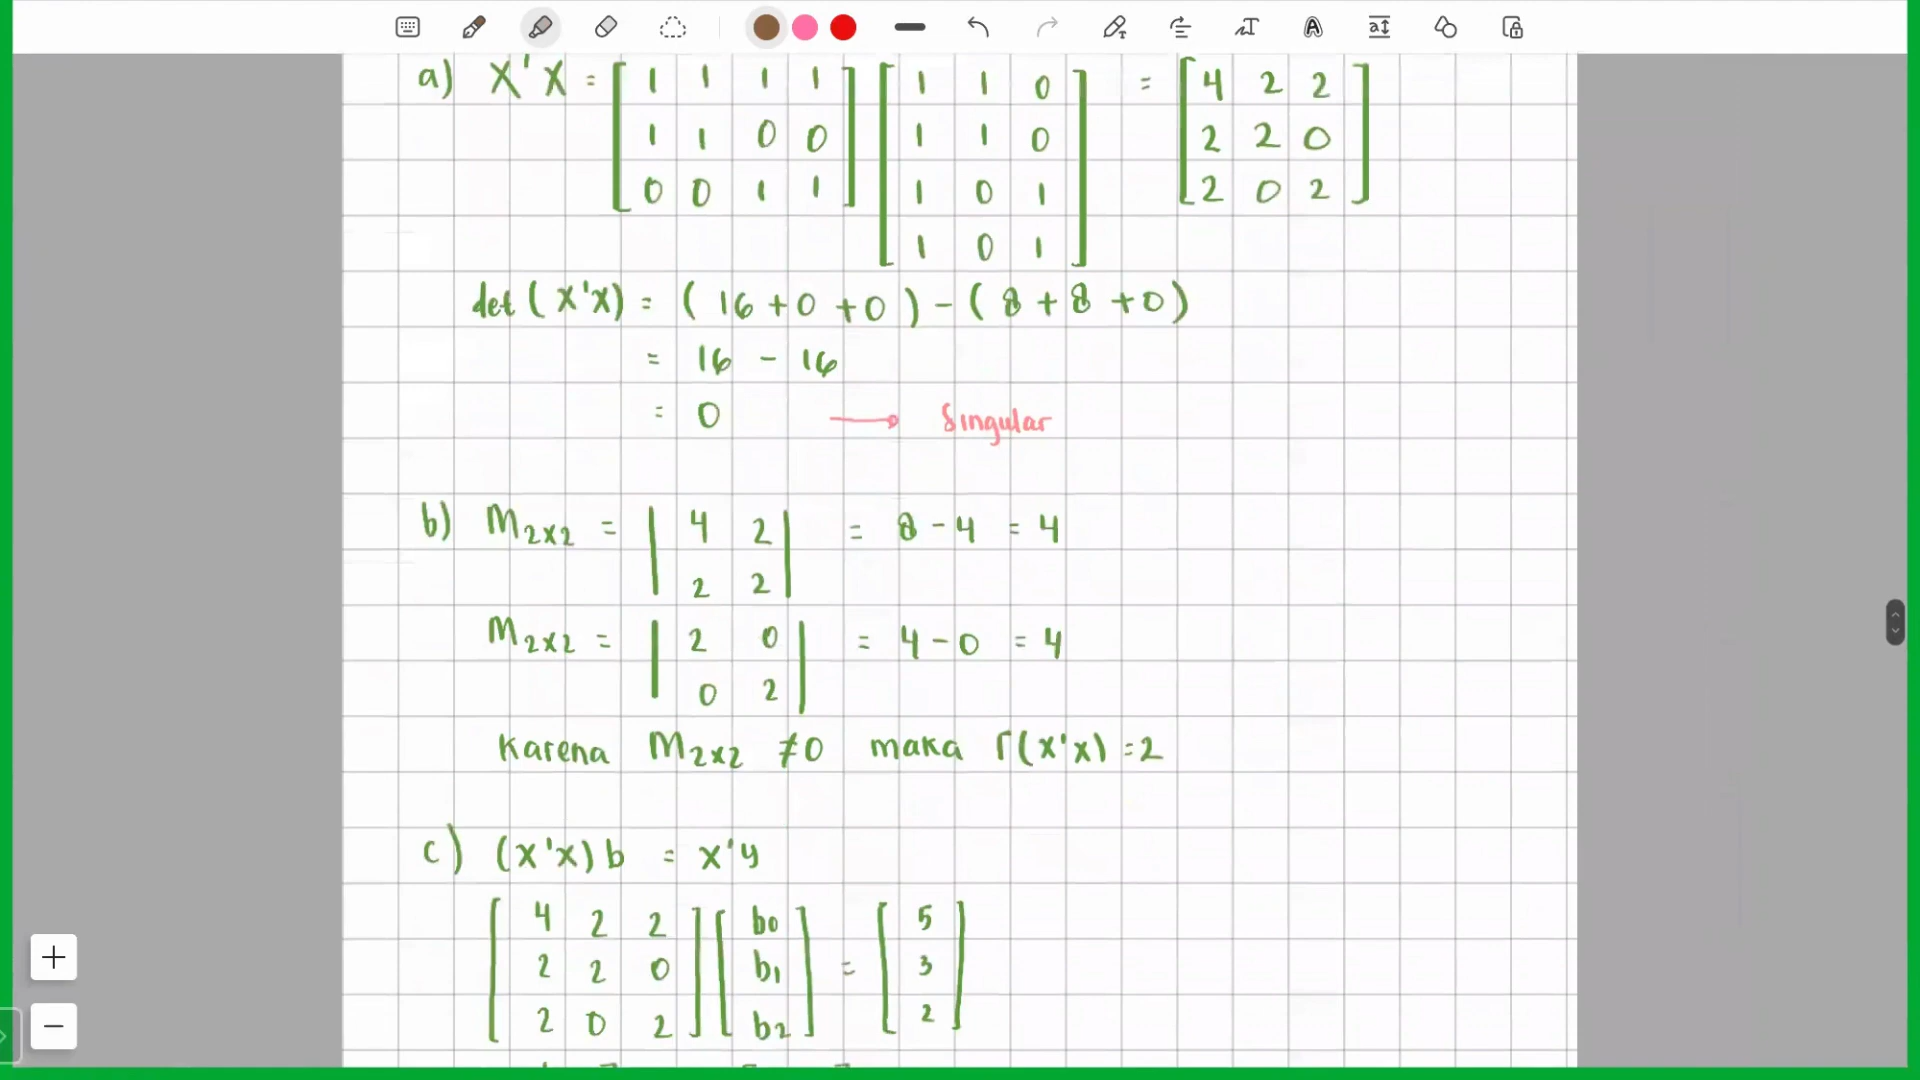 a) X'X = [ 1 1 1 1 ] [ 1 1 0 ] = [ 4 2 2 ]
1 1 0 0 1 1 0 2 2 0
0 0 1 1 1 0 1 2 0 2
1 0 1
det (X'X) = ( 16 + 0 + 0 ) - ( 8 + 8 + 0 )
= 16 - 16
= 0 → Singular
b) M2x2 = | 4 2 | = 8 - 4 = 4
2 2
M2x2 = | 2 0 | = 4 - 0 = 4
0 2
Karena M2x2 ≠ 0 maka r(x'x) = 2
c) (x'x) b = x'y
[ 4 2 2 ] [ b0 ] [ 5 ]
2 2 0 b1 = 3
2 0 2 b2 2